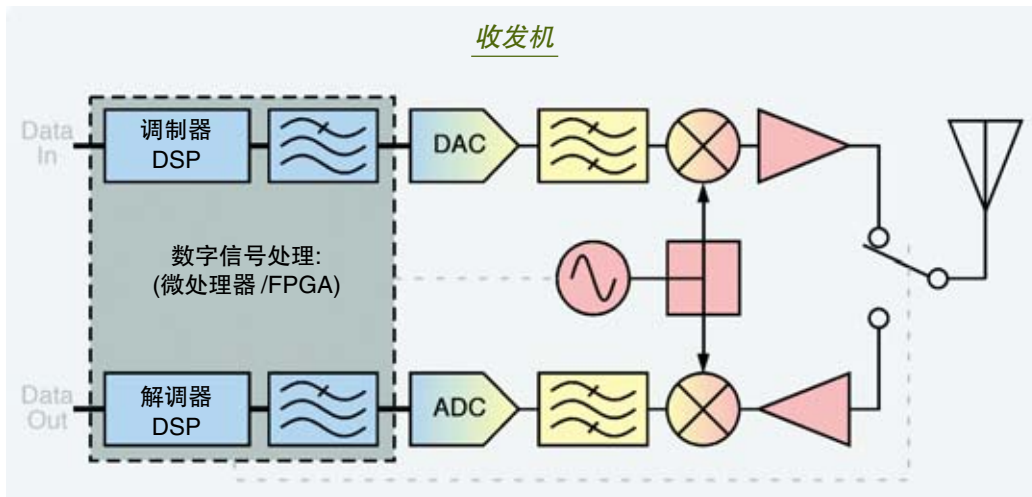 收发机
Data
In
调制器
DSP
DAC
数字信号处理:
(微处理器/FPGA)
Data
Out
解调器
DSP
ADC